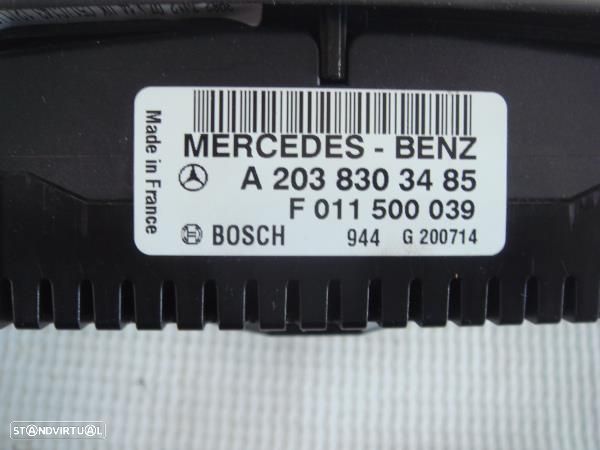 Made in France
MERCEDES - BENZ
A 203 830 34 85
F 011 500 039
BOSCH 944 G 200714
STANDVIRTUAL